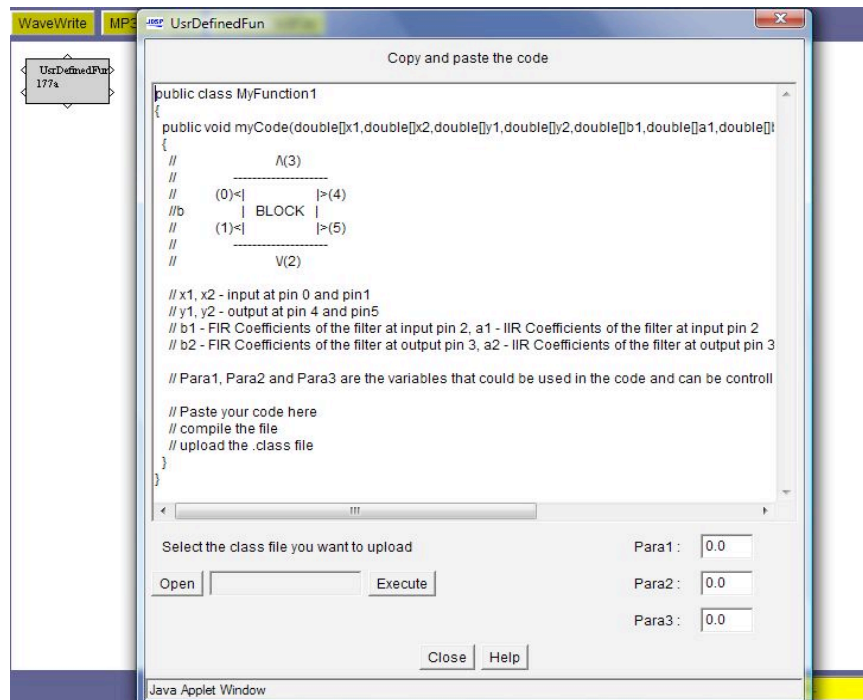 WaveWrite MP3
JDSP UsrDefinedFun
UsrDefinedFun
177a
Copy and paste the code
public class MyFunction1
{
public void myCode(double[]x1,double[]x2,double[]y1,double[]y2,double[]b1,double[]a1,double[]b
{
// /\(3)
// ---------------------
// (0)<| |>(4)
//b | BLOCK |
// (1)<| |>(5)
// ---------------------
// \/(2)
// x1, x2 - input at pin 0 and pin1
// y1, y2 - output at pin 4 and pin5
// b1 - FIR Coefficients of the filter at input pin 2, a1 - IIR Coefficients of the filter at input pin 2
// b2 - FIR Coefficients of the filter at output pin 3, a2 - IIR Coefficients of the filter at output pin 3
// Para1, Para2 and Para3 are the variables that could be used in the code and can be controll
// Paste your code here
// compile the file
// upload the .class file
}
}
Select the class file you want to upload
Para1 : 0.0
Open Execute
Para2 : 0.0
Para3 : 0.0
Close Help
Java Applet Window